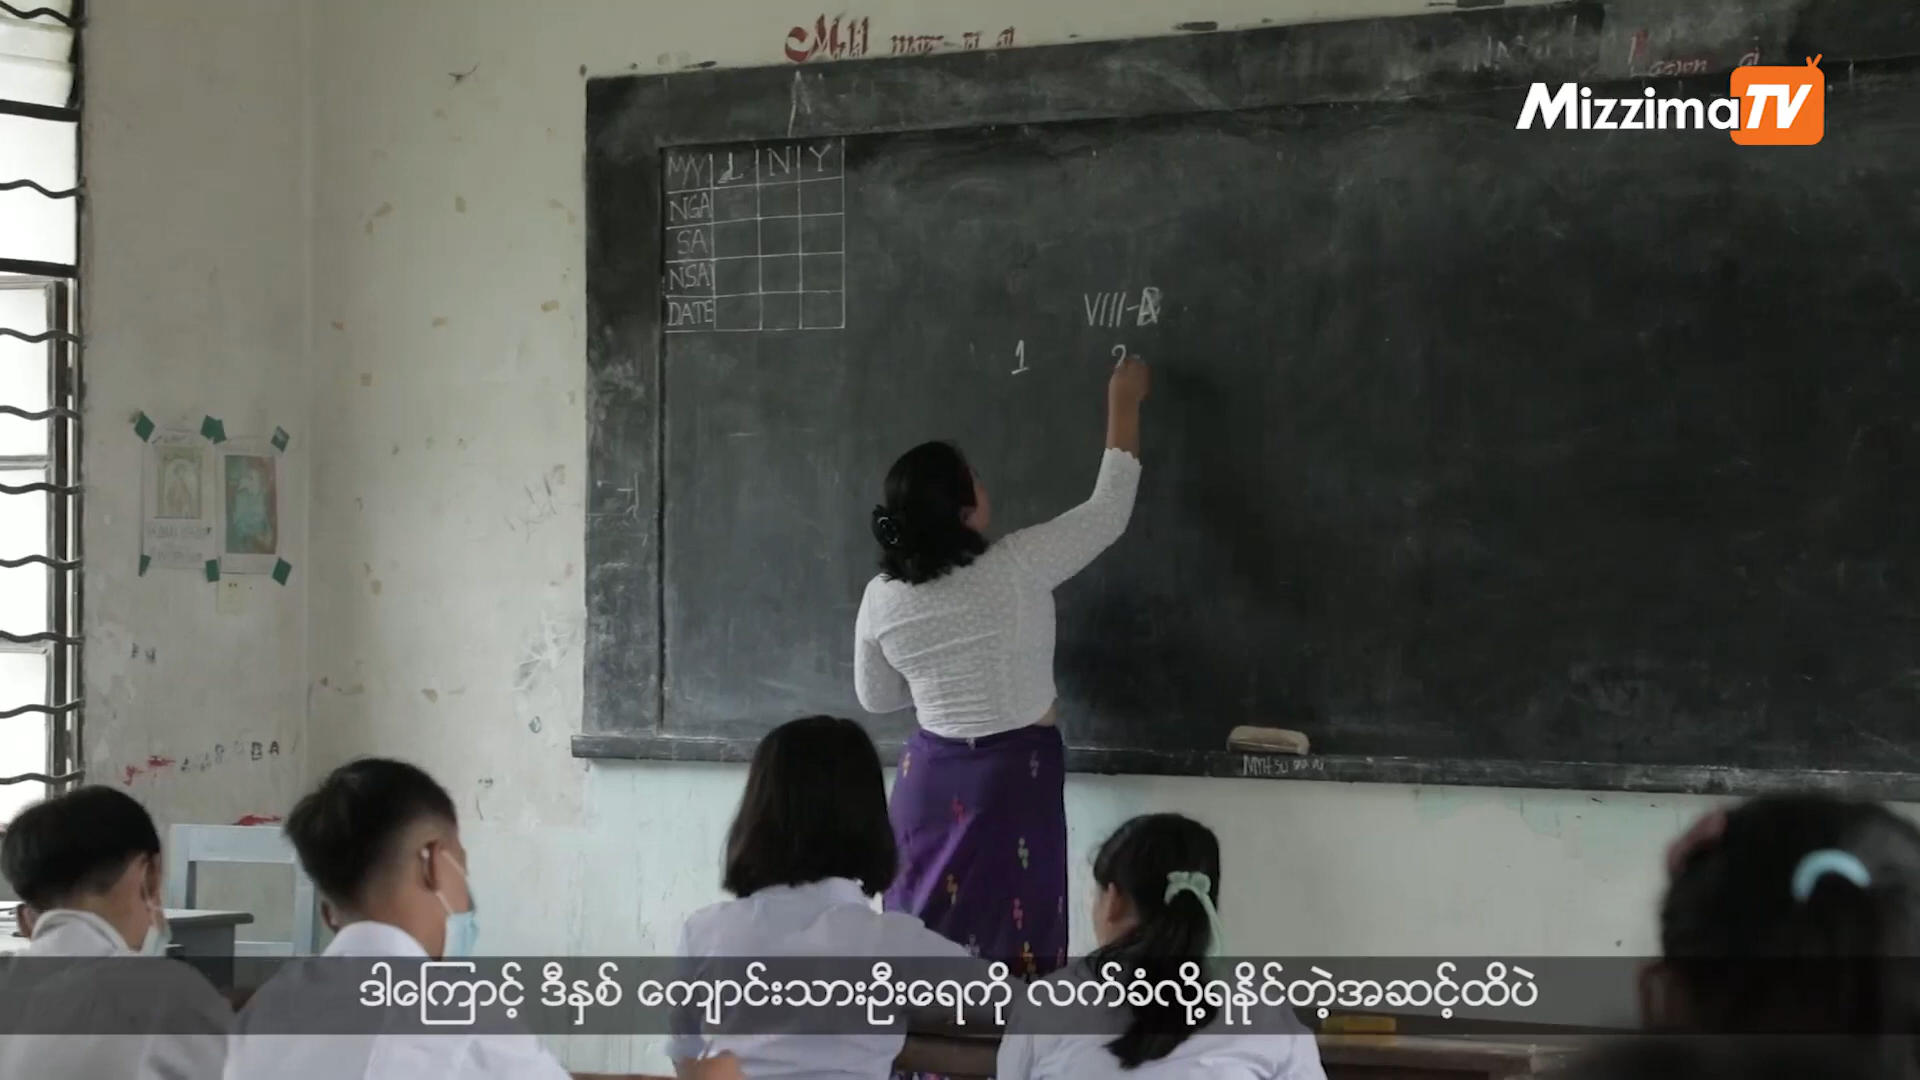 MizzimaTV
M/Y L N Y
NGA
SA
NSA
DATE
VIII-A
1 2
ဒါကြောင့် ဒီနှစ် ကျောင်းသားဦးရေကို လက်ခံလို့ရနိုင်တဲ့အဆင့်ထိပဲ